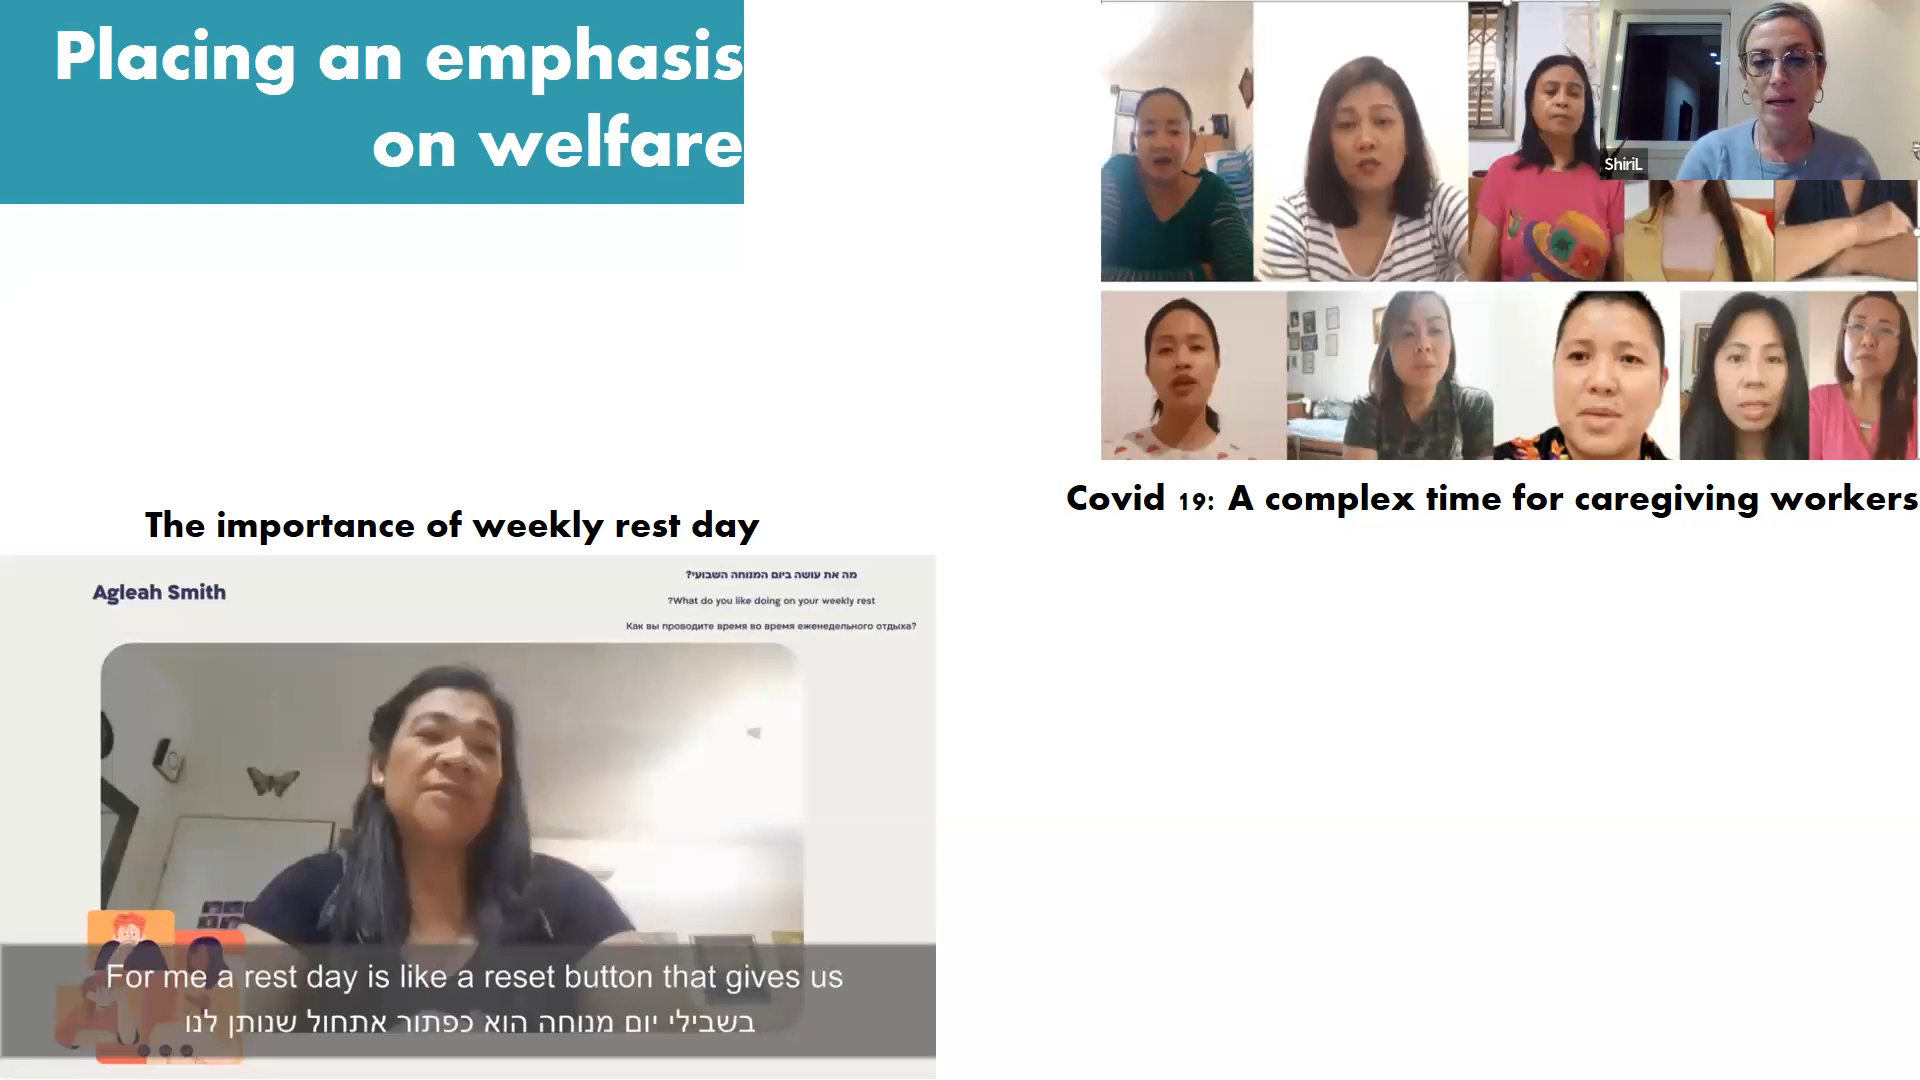 Placing an emphasis
on welfare
ShiriL
Covid 19: A complex time for caregiving workers
The importance of weekly rest day
Agleah Smith
מה את עושה ביום המנוחה השבועי?
?What do you like doing on your weekly rest
Как вы проводите время во время еженедельного отдыха?
For me a rest day is like a reset button that gives us
בשבילי יום מנוחה הוא כפתור אתחול שנותן לנו